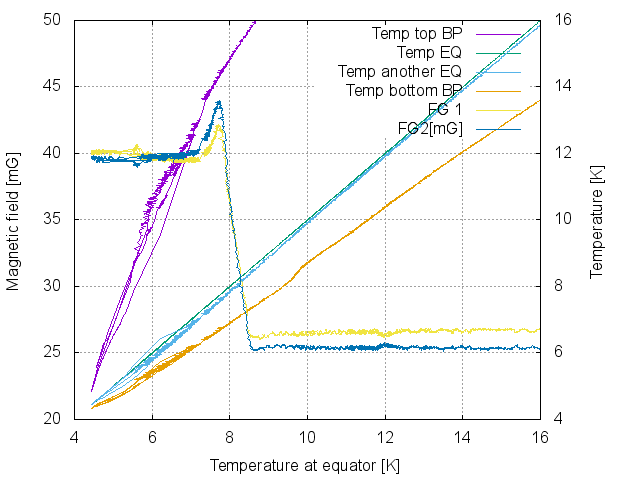 50
45
40
35
30
25
20
16
14
12
10
8
6
4
4
6
8
10
12
14
16
Magnetic field [mG]
Temperature [K]
Temperature at equator [K]
Temp top BP
Temp EQ
Temp another EQ
Temp bottom BP
FG 1
FG2[mG]